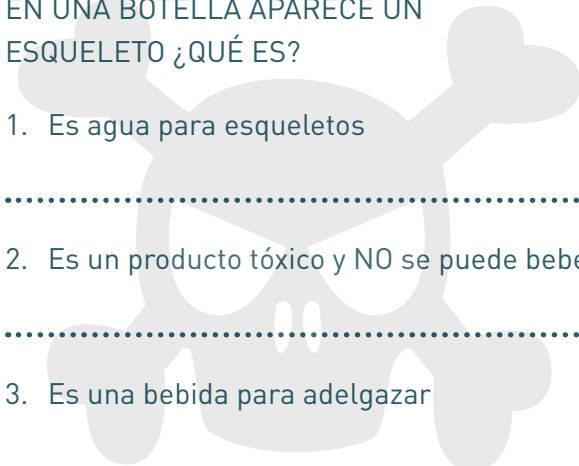 EN UNA BOTELLA APARECE UN
ESQUELETO ¿QUÉ ES?
1. Es agua para esqueletos
2. Es un producto tóxico y NO se puede bebe
3. Es una bebida para adelgazar